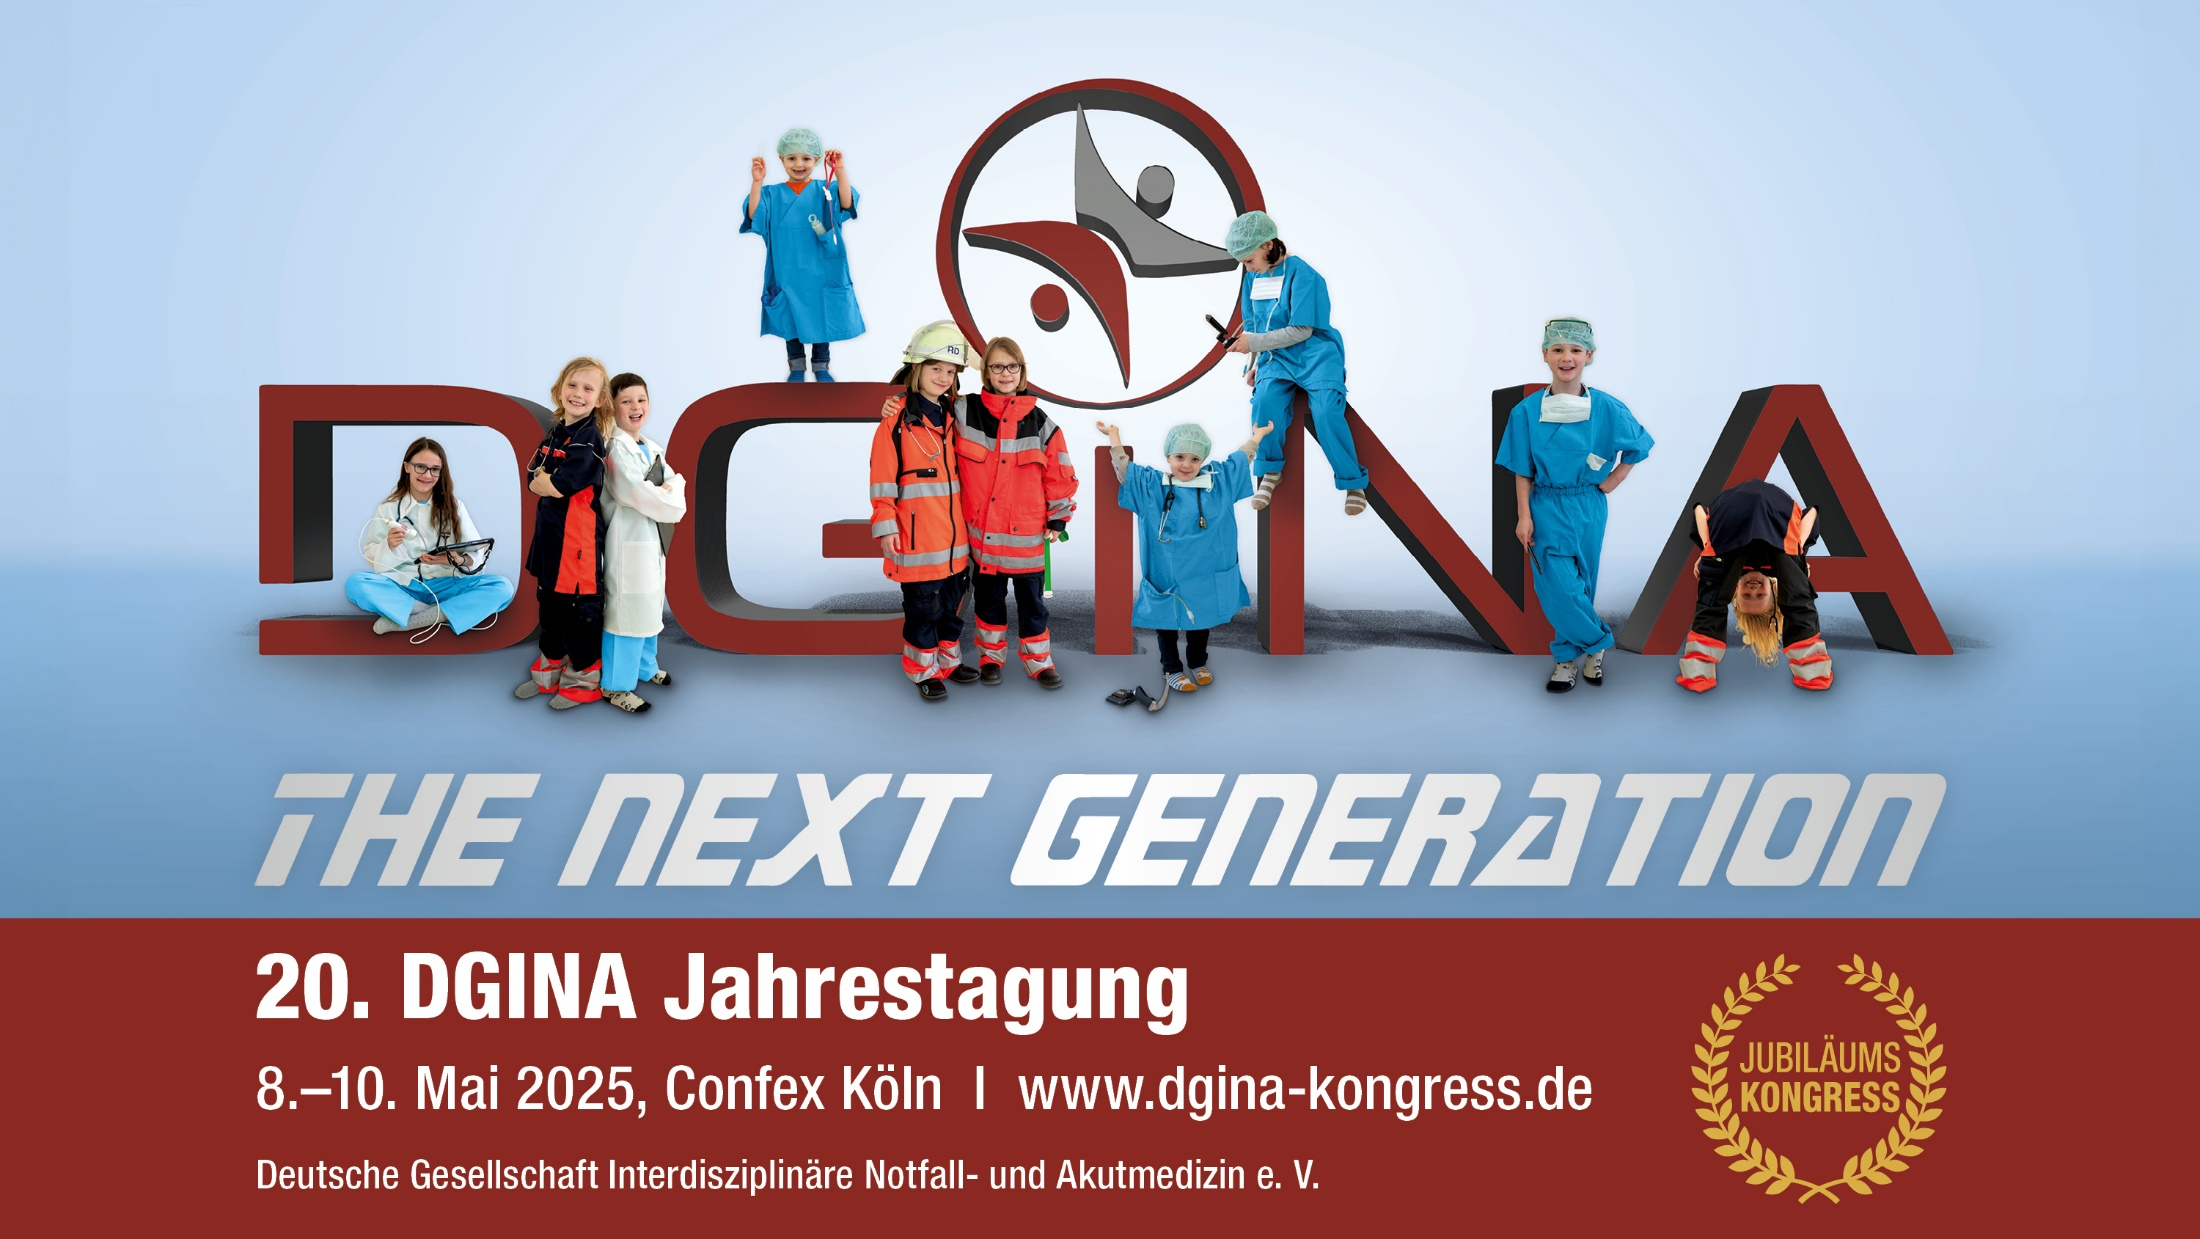 RD
DGINA
THE NEXT GENERATION
20. DGINA Jahrestagung
8.–10. Mai 2025, Confex Köln | www.dgina-kongress.de
Deutsche Gesellschaft Interdisziplinäre Notfall- und Akutmedizin e. V.
JUBILÄUMS
KONGRESS